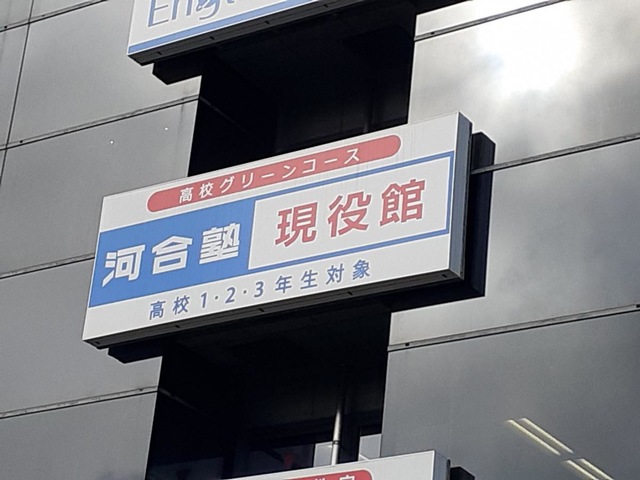 高校グリーンコース
河合塾 現役館
高校1・2・3年生対象